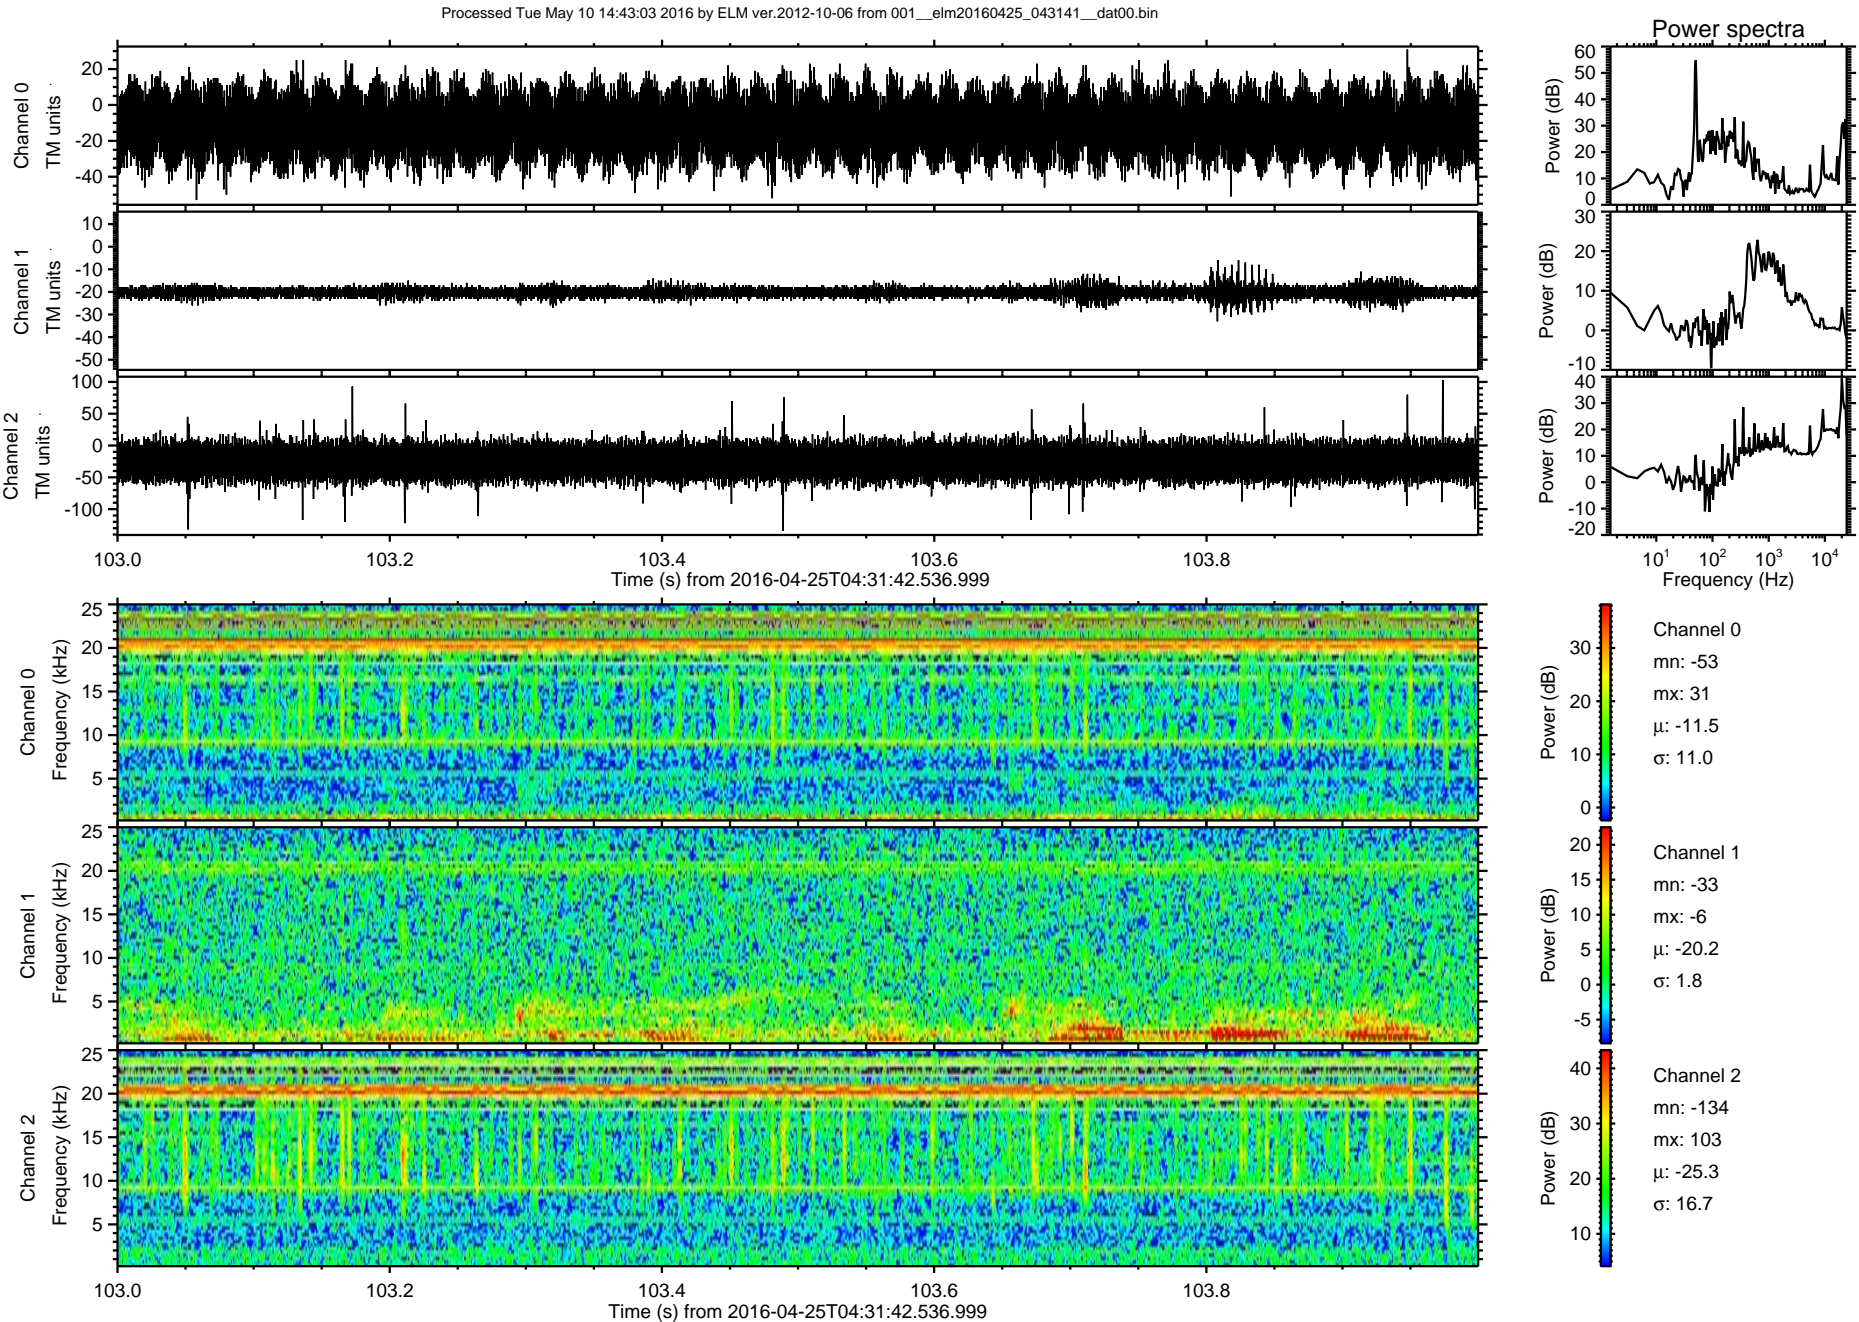 Processed Tue May 10 14:43:03 2016 by ELM ver.2012-10-06 from 001__elm20160425_043141__dat00.bin
Power spectra
Channel 0
TM units
20
0
-20
-40
Power (dB)
60
50
40
30
20
10
0
Channel 1
TM units
10
0
-10
-20
-30
-40
-50
Power (dB)
30
20
10
0
-10
Channel 2
TM units
100
50
0
-50
-100
Power (dB)
40
30
20
10
0
-10
-20
103.0 103.2 103.4 103.6 103.8
Time (s) from 2016-04-25T04:31:42.536.999
10^1 10^2 10^3 10^4
Frequency (Hz)
Channel 0
Frequency (kHz)
25
20
15
10
5
Power (dB)
30
20
10
0
Channel 0
mn: -53
mx: 31
μ: -11.5
σ: 11.0
Channel 1
Frequency (kHz)
25
20
15
10
5
Power (dB)
20
15
10
5
0
-5
Channel 1
mn: -33
mx: -6
μ: -20.2
σ: 1.8
Channel 2
Frequency (kHz)
25
20
15
10
5
Power (dB)
40
30
20
10
Channel 2
mn: -134
mx: 103
μ: -25.3
σ: 16.7
103.0 103.2 103.4 103.6 103.8
Time (s) from 2016-04-25T04:31:42.536.999